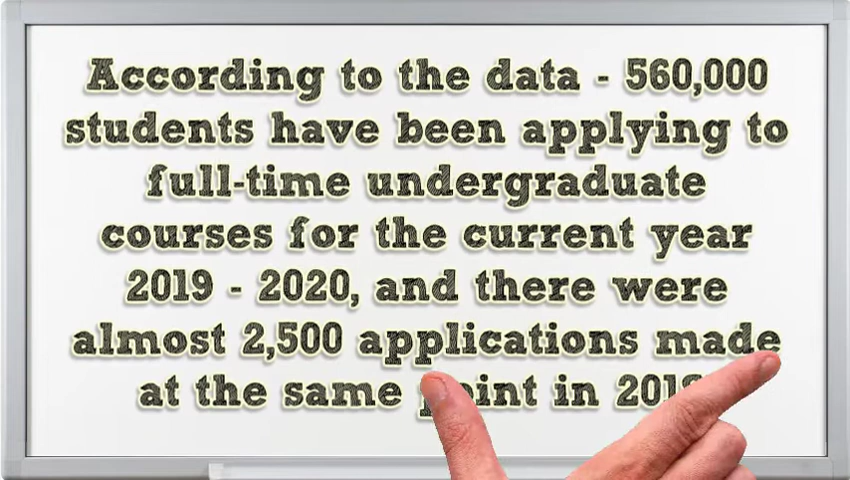 According to the data - 560,000
students have been applying to
full-time undergraduate
courses for the current year
2019 - 2020, and there were
almost 2,500 applications made
at the same in